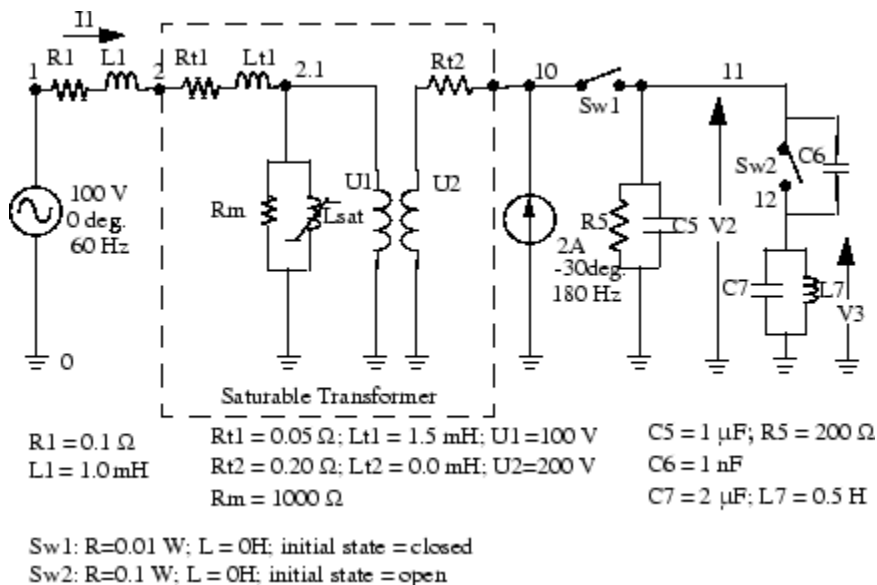 I1
R1 L1 Rt1 Lt1 Rt2
1 2 2.1 10 11
Sw1
Sw2 C6
12
U1 U2
Rm Lsat
100 V
0 deg.
60 Hz
R5 C5 V2
2A
-30deg.
180 Hz
C7 L7
V3
0
Saturable Transformer
R1 = 0.1 Ω
L1 = 1.0 mH
Rt1 = 0.05 Ω; Lt1 = 1.5 mH; U1=100 V
Rt2 = 0.20 Ω; Lt2 = 0.0 mH; U2=200 V
Rm = 1000 Ω
C5 = 1 μF; R5 = 200 Ω
C6 = 1 nF
C7 = 2 μF; L7 = 0.5 H
Sw1: R=0.01 W; L = 0H; initial state = closed
Sw2: R=0.1 W; L = 0H; initial state = open